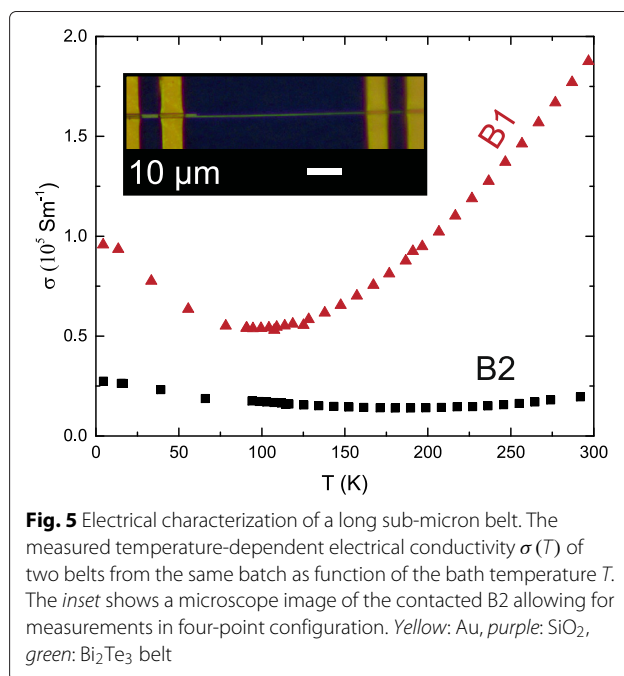 2.0
1.5
1.0
0.5
0.0
σ (10⁵ Sm⁻¹)
10 µm
B1
B2
0 50 100 150 200 250 300
T (K)
Fig. 5 Electrical characterization of a long sub-micron belt. The
measured temperature-dependent electrical conductivity σ(T) of
two belts from the same batch as function of the bath temperature T.
The inset shows a microscope image of the contacted B2 allowing for
measurements in four-point configuration. Yellow: Au, purple: SiO₂,
green: Bi₂Te₃ belt